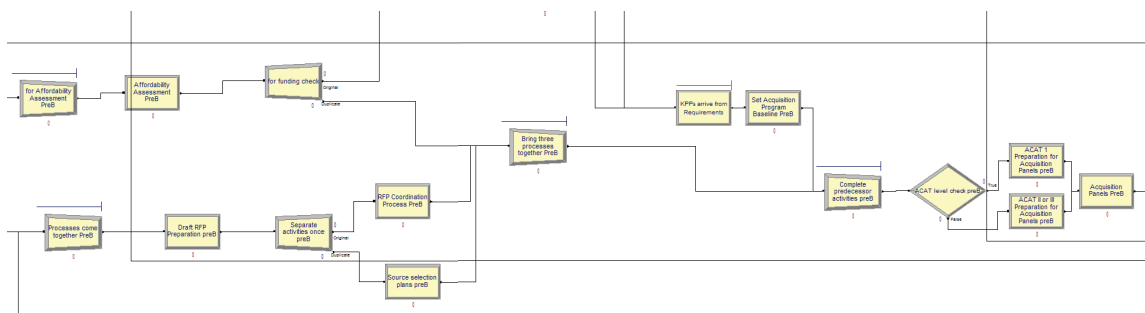 for Affordability
Assessment
PreB
Affordability
Assessment
PreB
for funding check
Original
Duplicate
Bring three
processes
together PreB
KPPs arrive from
Requirements
Set Acquisition
Program
Baseline PreB
Complete
predecessor
activities preB
ACAT level check preB
True
False
ACAT 1
Preparation for
Acquisition
Panels preB
ACAT II or III
Preparation for
Acquisition
Panels preB
Acquisition
Panels PreB
Processes come
together PreB
Draft RFP
Preparation preB
Separate
activities once
preB
Original
Duplicate
RFP Coordination
Process PreB
Source selection
plans preB